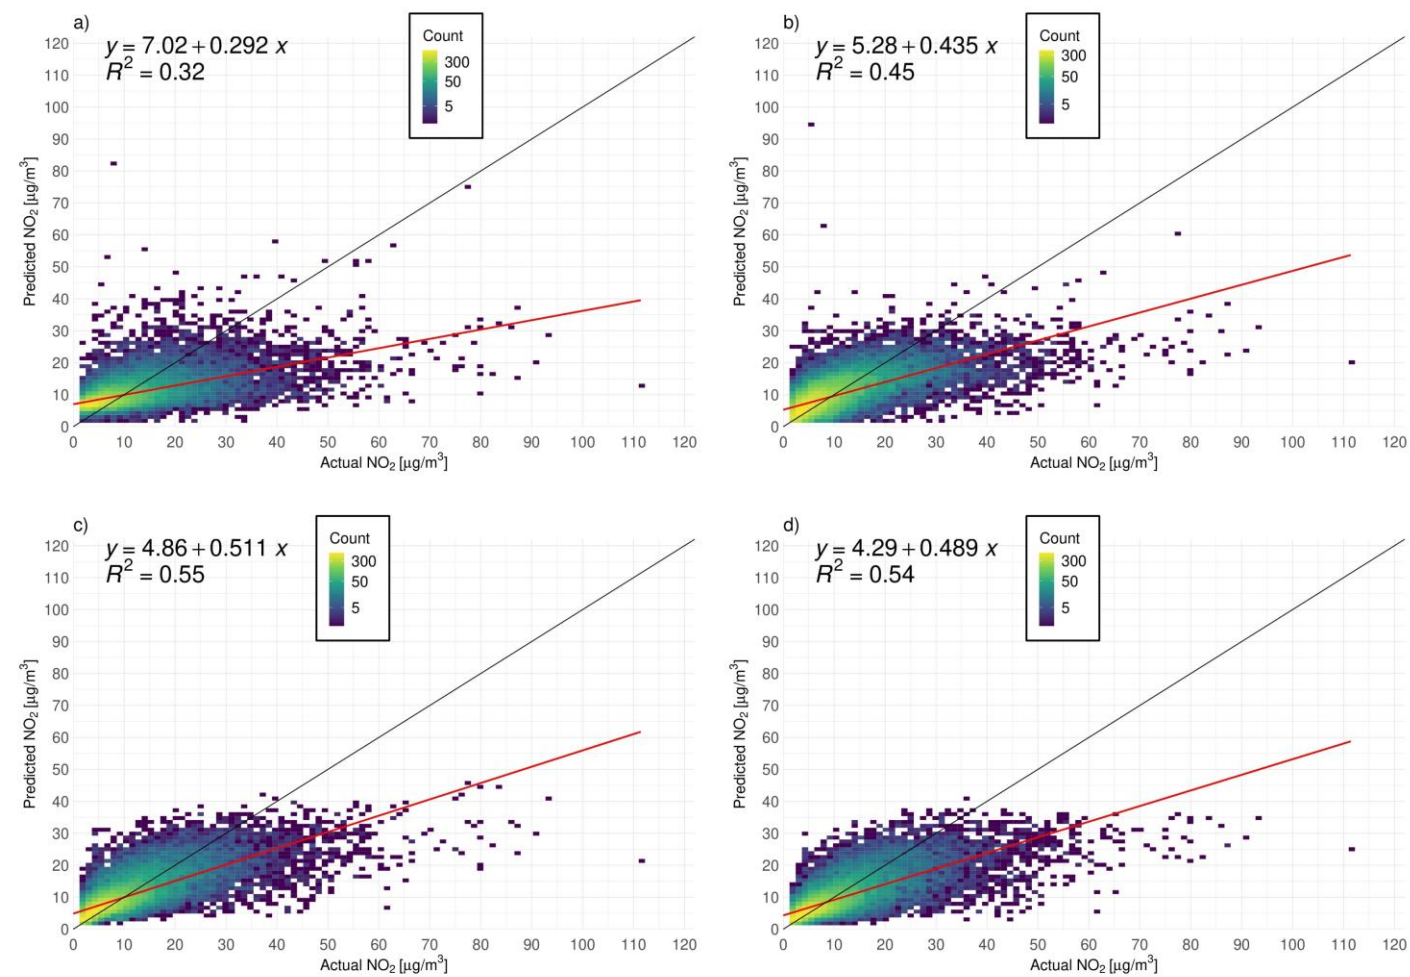 a)
y = 7.02 + 0.292 x
R² = 0.32
Count
300
50
5
120
110
100
90
80
70
60
50
40
30
20
10
0
Predicted NO₂ [µg/m³]
0 10 20 30 40 50 60 70 80 90 100 110 120
Actual NO₂ [µg/m³]
b)
y = 5.28 + 0.435 x
R² = 0.45
Count
300
50
5
120
110
100
90
80
70
60
50
40
30
20
10
0
Predicted NO₂ [µg/m³]
0 10 20 30 40 50 60 70 80 90 100 110 120
Actual NO₂ [µg/m³]
c)
y = 4.86 + 0.511 x
R² = 0.55
Count
300
50
5
120
110
100
90
80
70
60
50
40
30
20
10
0
Predicted NO₂ [µg/m³]
0 10 20 30 40 50 60 70 80 90 100 110 120
Actual NO₂ [µg/m³]
d)
y = 4.29 + 0.489 x
R² = 0.54
Count
300
50
5
120
110
100
90
80
70
60
50
40
30
20
10
0
Predicted NO₂ [µg/m³]
0 10 20 30 40 50 60 70 80 90 100 110 120
Actual NO₂ [µg/m³]